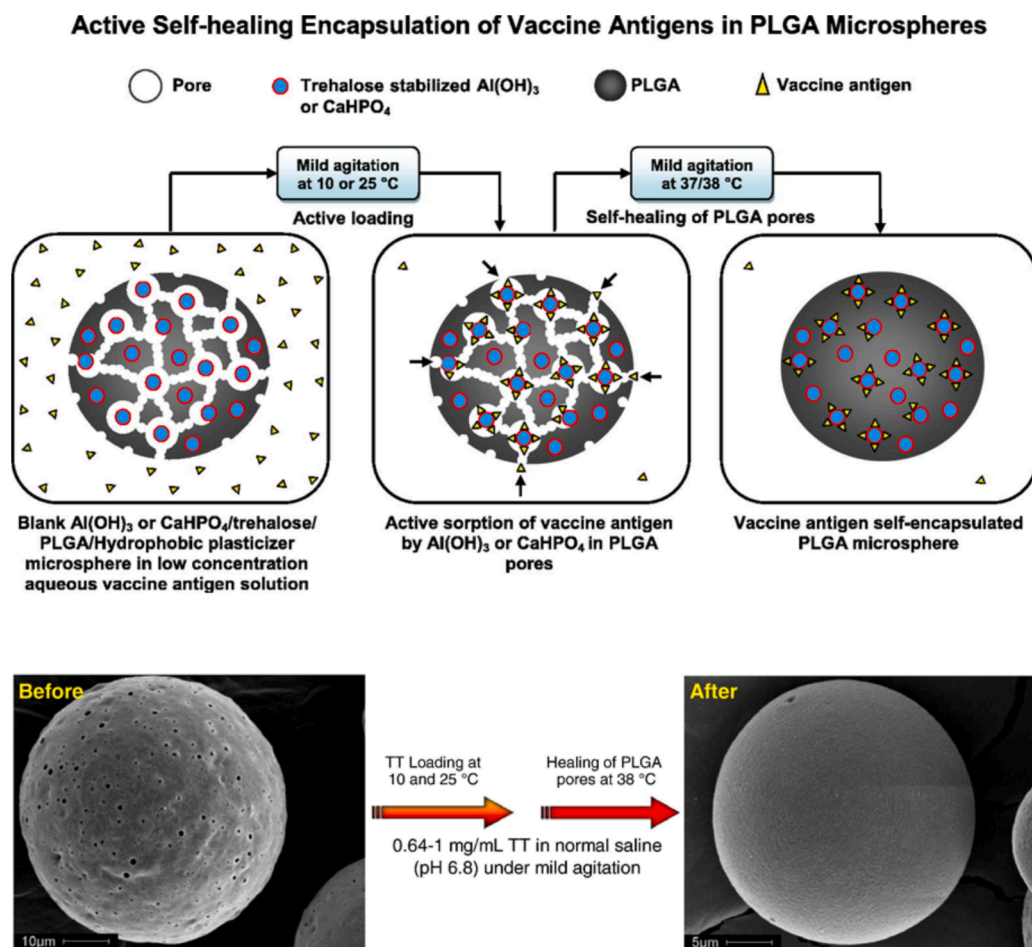 Active Self-healing Encapsulation of Vaccine Antigens in PLGA Microspheres
Pore
Trehalose stabilized Al(OH)₃
or CaHPO₄
PLGA
Vaccine antigen
Mild agitation
at 10 or 25 °C
Active loading
Mild agitation
at 37/38 °C
Self-healing of PLGA pores
Blank Al(OH)₃ or CaHPO₄/trehalose/
PLGA/Hydrophobic plasticizer
microsphere in low concentration
aqueous vaccine antigen solution
Active sorption of vaccine antigen
by Al(OH)₃ or CaHPO₄ in PLGA
pores
Vaccine antigen self-encapsulated
PLGA microsphere
Before
10µm
TT Loading at
10 and 25 °C
Healing of PLGA
pores at 38 °C
0.64-1 mg/mL TT in normal saline
(pH 6.8) under mild agitation
After
5µm